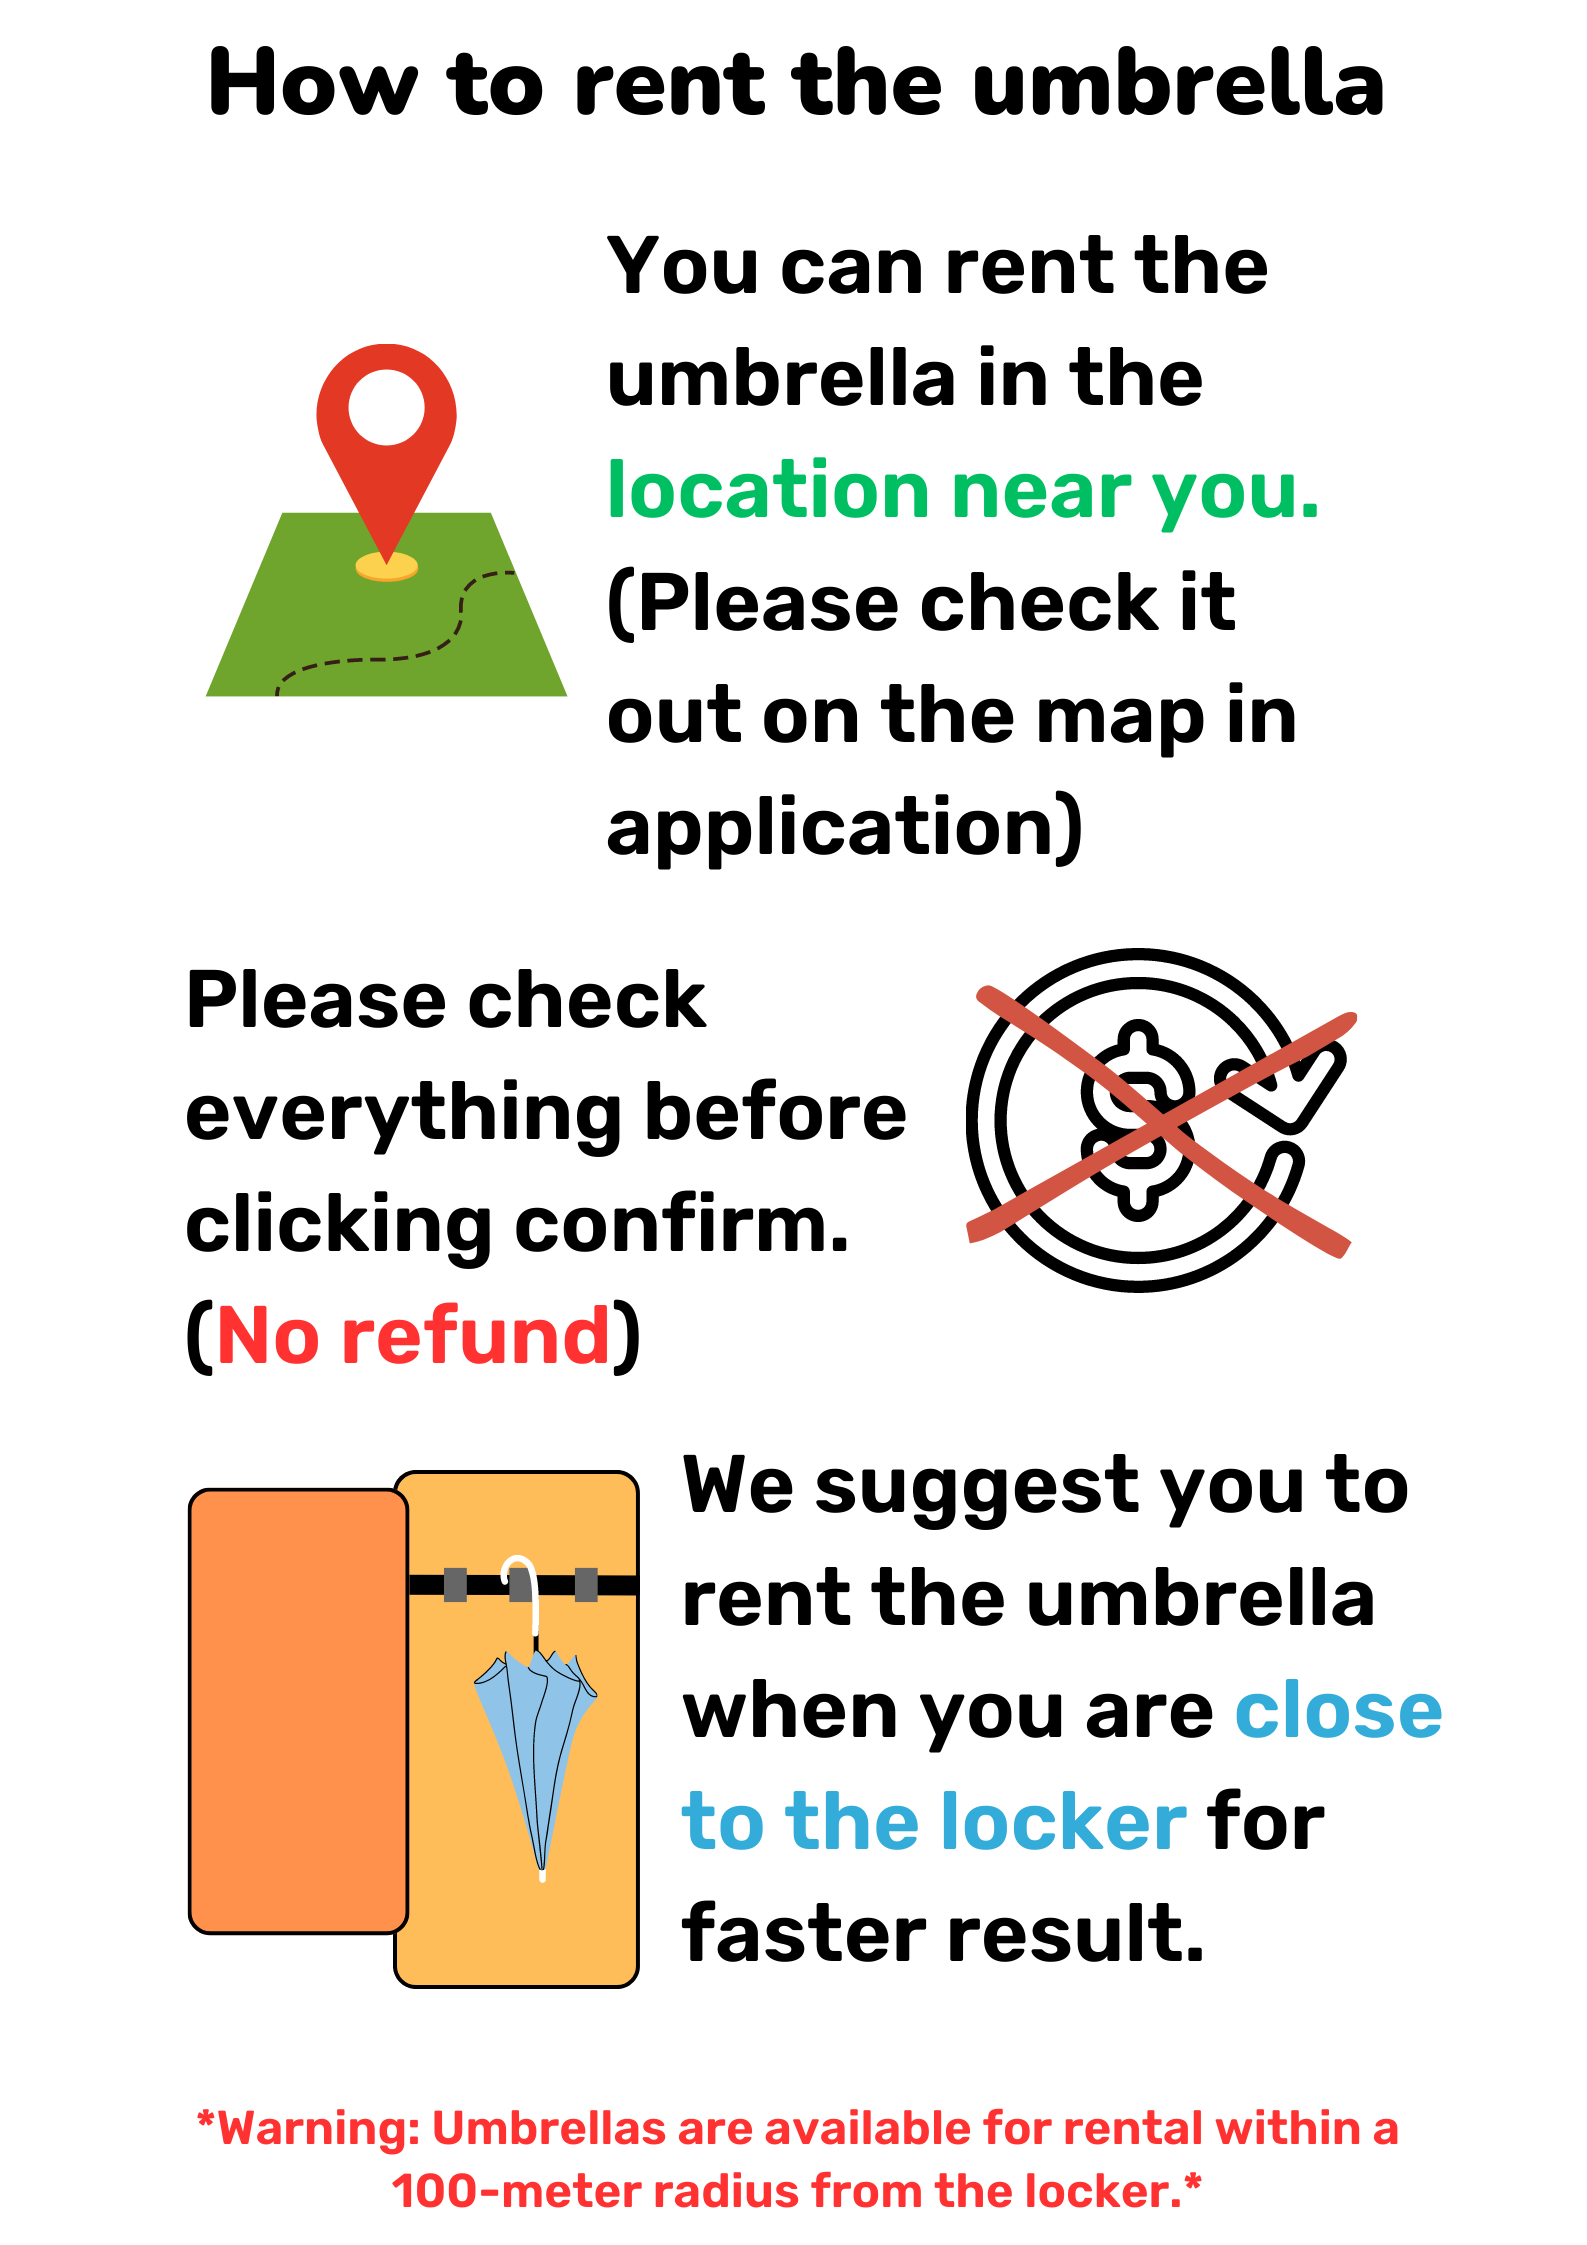 How to rent the umbrella
You can rent the
umbrella in the
location near you.
(Please check it
out on the map in
application)
Please check
everything before
clicking confirm.
(No refund)
We suggest you to
rent the umbrella
when you are close
to the locker for
faster result.
*Warning: Umbrellas are available for rental within a
100-meter radius from the locker.*